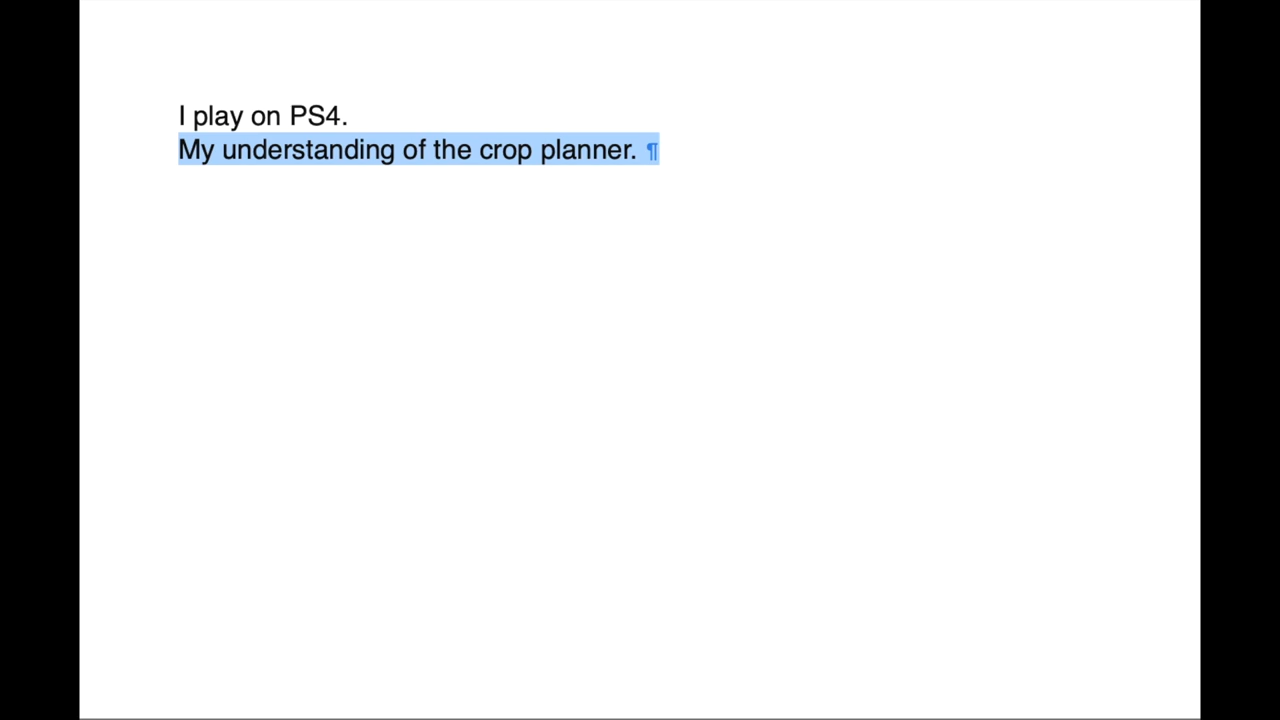 I play on PS4.
My understanding of the crop planner. ¶